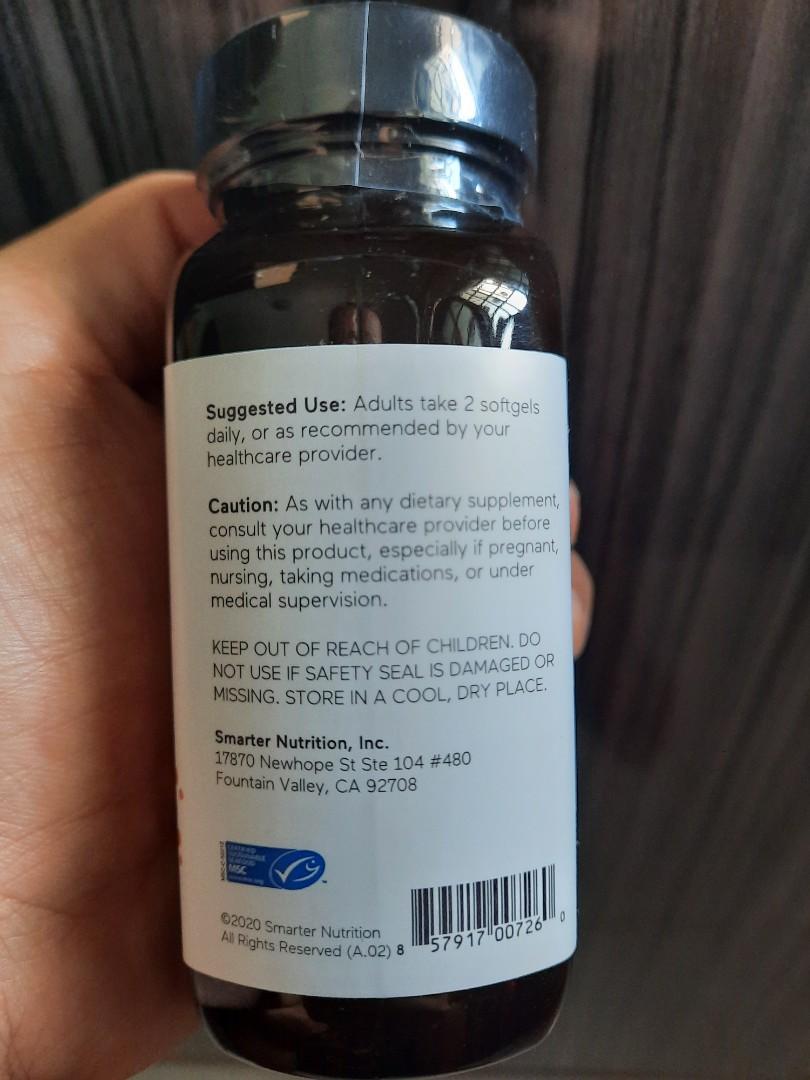 Suggested Use: Adults take 2 softgels
daily, or as recommended by your
healthcare provider.
Caution: As with any dietary supplement,
consult your healthcare provider before
using this product, especially if pregnant,
nursing, taking medications, or under
medical supervision.
KEEP OUT OF REACH OF CHILDREN. DO
NOT USE IF SAFETY SEAL IS DAMAGED OR
MISSING. STORE IN A COOL, DRY PLACE.
Smarter Nutrition, Inc.
17870 Newhope St Ste 104 #480
Fountain Valley, CA 92708
CERTIFIED
SUSTAINABLE
SEAFOOD
MSC
©2020 Smarter Nutrition
All Rights Reserved (A.02)
8 57917 00726 0